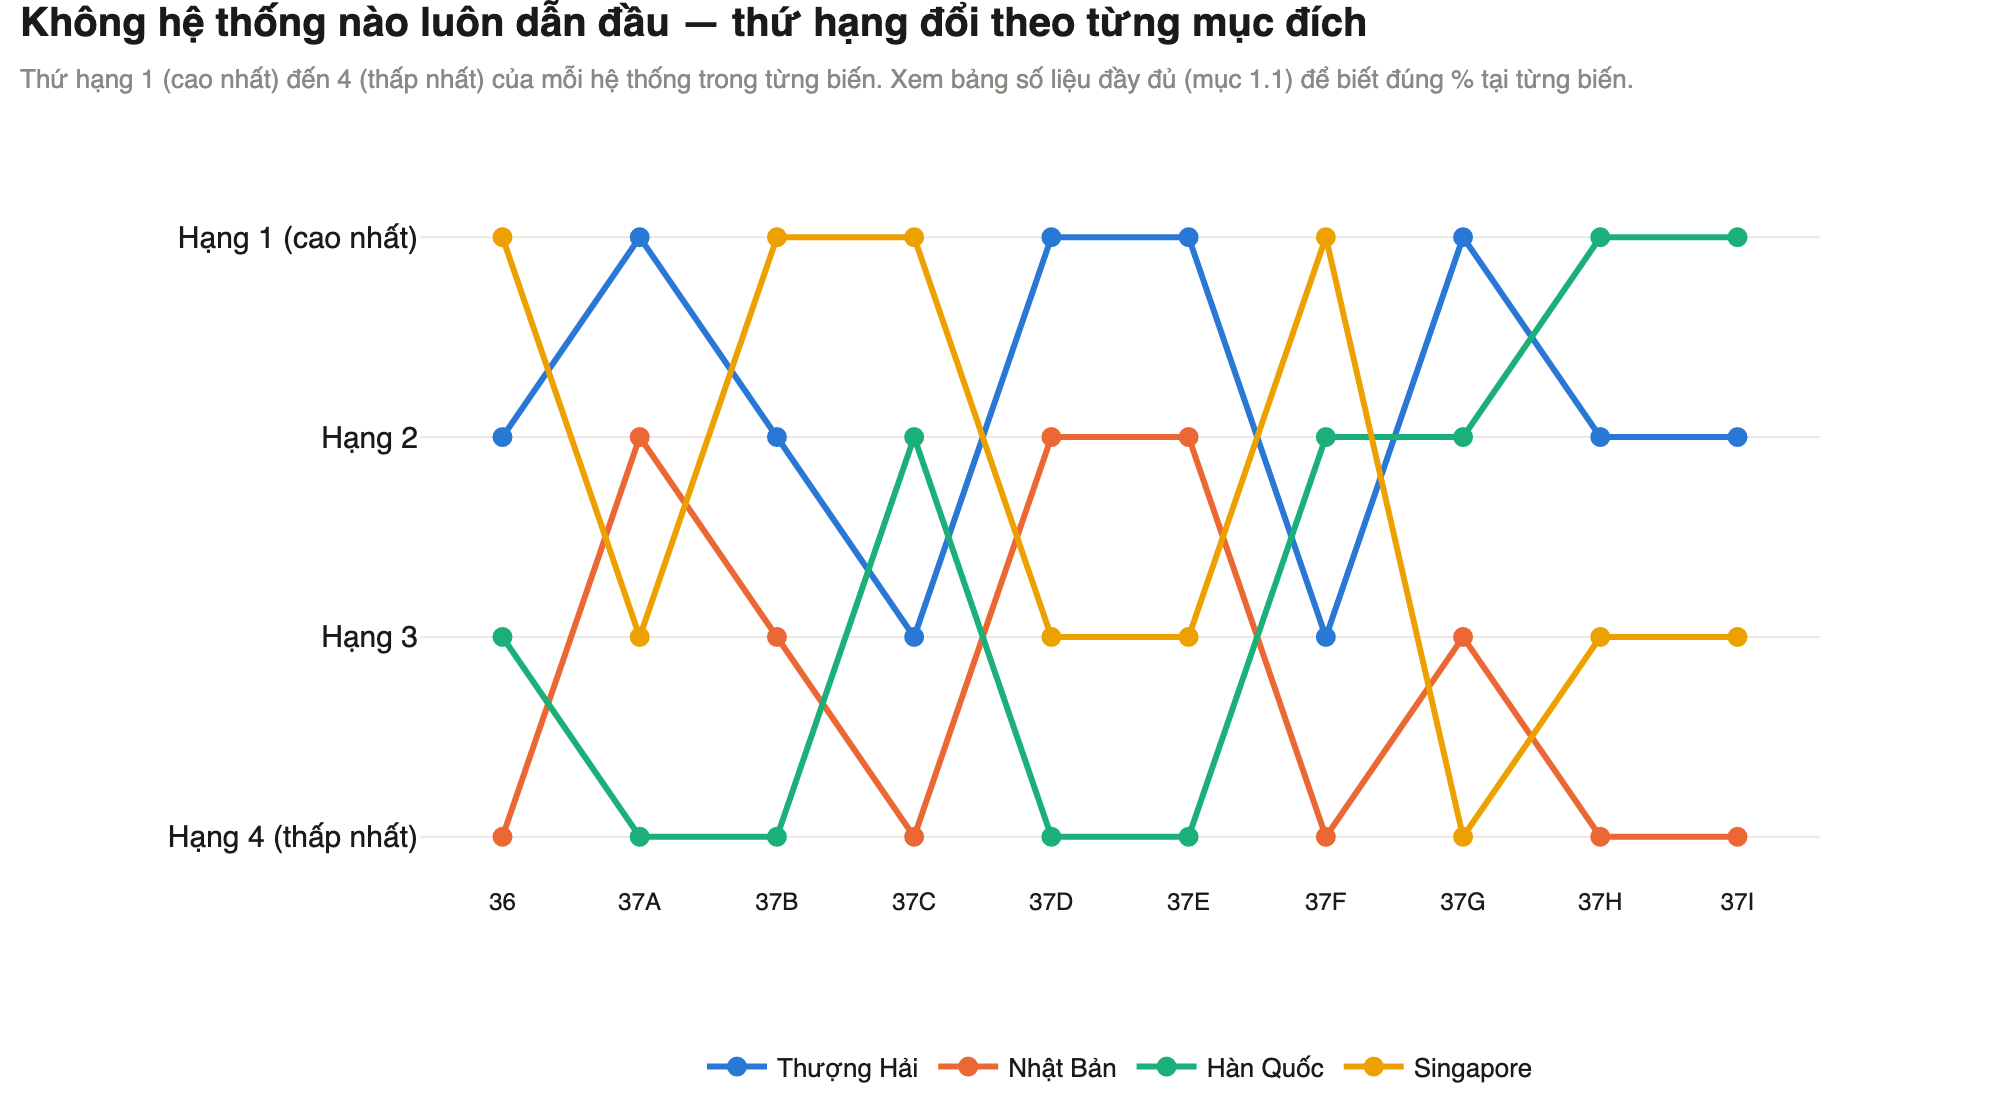 Không hệ thống nào luôn dẫn đầu — thứ hạng đổi theo từng mục đích
Thứ hạng 1 (cao nhất) đến 4 (thấp nhất) của mỗi hệ thống trong từng biến. Xem bảng số liệu đầy đủ (mục 1.1) để biết đúng % tại từng biến.
Hạng 1 (cao nhất)
Hạng 2
Hạng 3
Hạng 4 (thấp nhất)
36 37A 37B 37C 37D 37E 37F 37G 37H 37I
Thượng Hải Nhật Bản Hàn Quốc Singapore